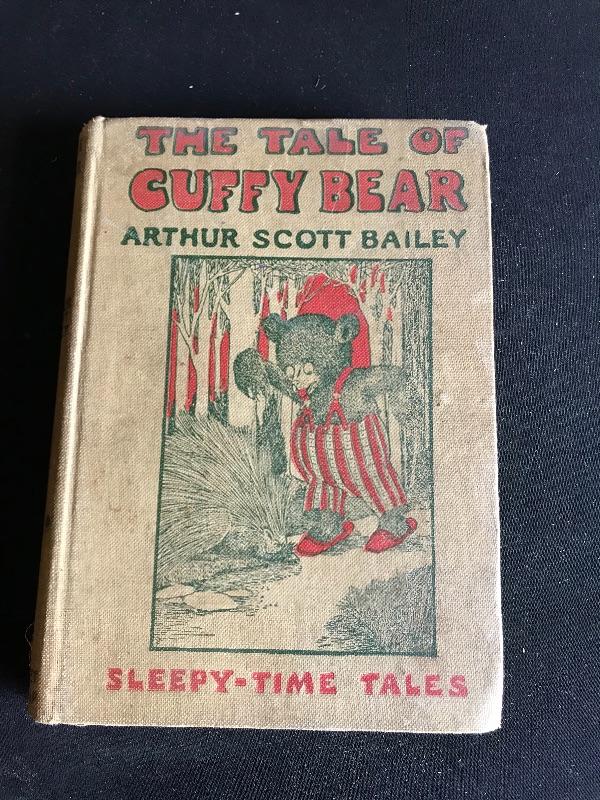 THE TALE OF
CUFFY BEAR
ARTHUR SCOTT BAILEY
SLEEPY-TIME TALES